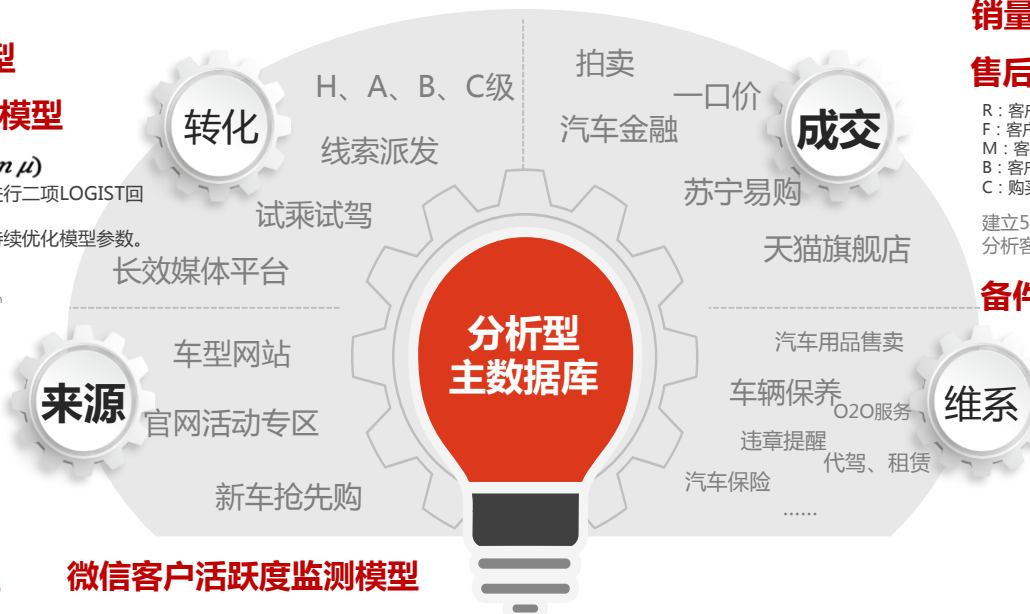 型
模型
n μ)
进行二项LOGIST回
持续优化模型参数。
销量
售后
R：客户
F：客户
M：客
B：客户
C：购买
建立5
分析客
备件
转化
H、A、B、C级
线索派发
试乘试驾
长效媒体平台
拍卖
一口价
汽车金融
成交
苏宁易购
天猫旗舰店
分析型
主数据库
来源
车型网站
官网活动专区
新车抢先购
汽车用品售卖
车辆保养
O2O服务
违章提醒
代驾、租赁
汽车保险
……
维系
微信客户活跃度监测模型